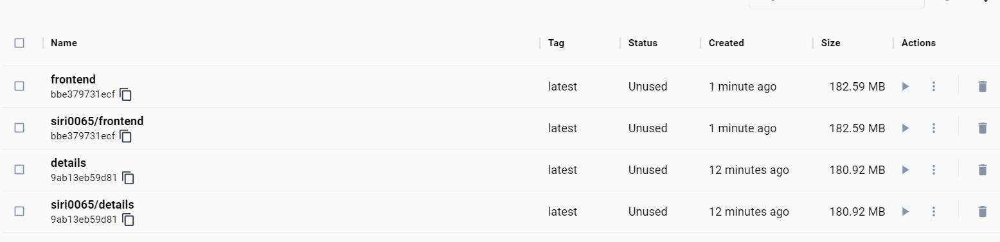 Name Tag Status Created Size Actions
frontend
bbe379731ecf
latest Unused 1 minute ago 182.59 MB
siri0065/frontend
bbe379731ecf
latest Unused 1 minute ago 182.59 MB
details
9ab13eb59d81
latest Unused 12 minutes ago 180.92 MB
siri0065/details
9ab13eb59d81
latest Unused 12 minutes ago 180.92 MB